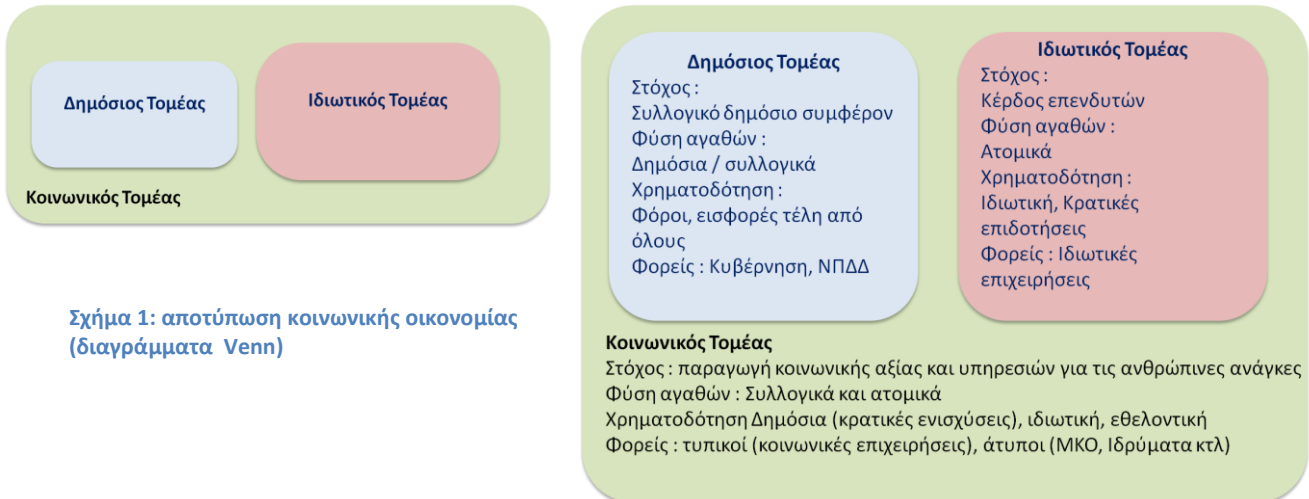 Δημόσιος Τομέας
Ιδιωτικός Τομέας
Κοινωνικός Τομέας
Σχήμα 1: αποτύπωση κοινωνικής οικονομίας
(διαγράμματα Venn)
Δημόσιος Τομέας
Στόχος :
Συλλογικό δημόσιο συμφέρον
Φύση αγαθών :
Δημόσια / συλλογικά
Χρηματοδότηση :
Φόροι, εισφορές τέλη από
όλους
Φορείς : Κυβέρνηση, ΝΠΔΔ
Ιδιωτικός Τομέας
Στόχος :
Κέρδος επενδυτών
Φύση αγαθών :
Ατομικά
Χρηματοδότηση :
Ιδιωτική, Κρατικές
επιδοτήσεις
Φορείς : Ιδιωτικές
επιχειρήσεις
Κοινωνικός Τομέας
Στόχος : παραγωγή κοινωνικής αξίας και υπηρεσιών για τις ανθρώπινες ανάγκες
Φύση αγαθών : Συλλογικά και ατομικά
Χρηματοδότηση Δημόσια (κρατικές ενισχύσεις), ιδιωτική, εθελοντική
Φορείς : τυπικοί (κοινωνικές επιχειρήσεις), άτυποι (ΜΚΟ, Ιδρύματα κτλ)